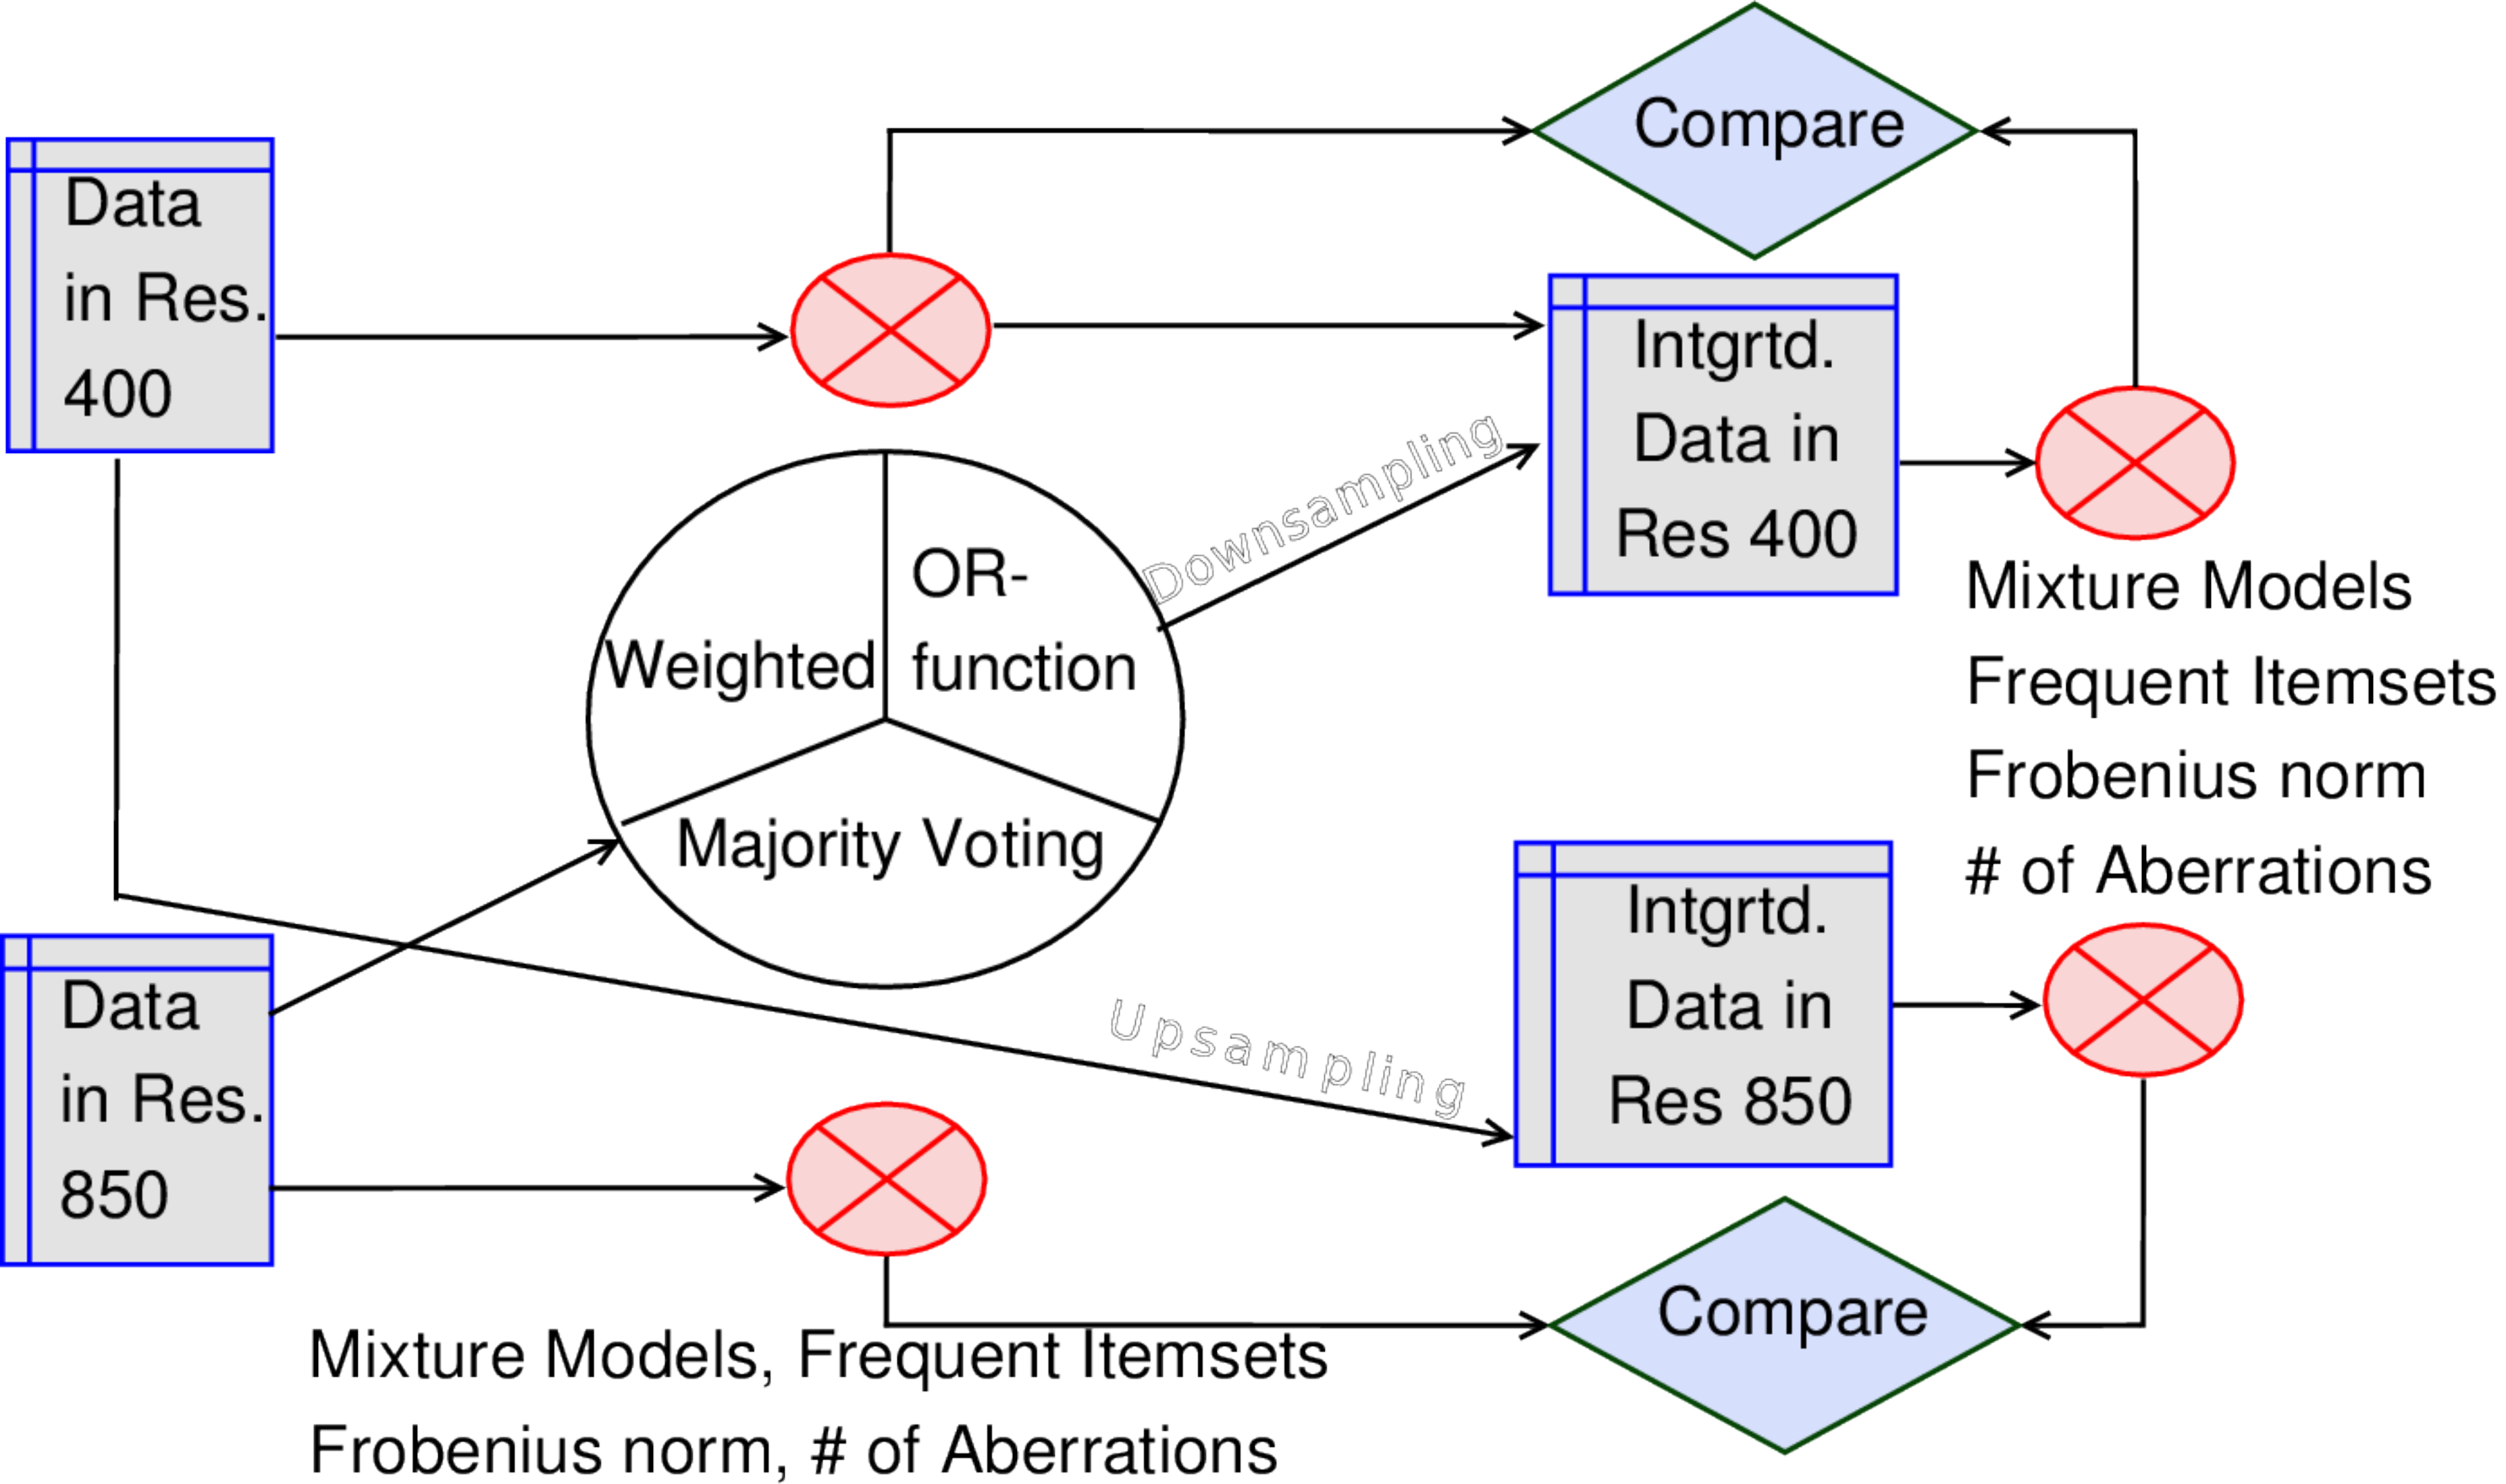 Compare
Data
in Res.
400
Intgrtd.
Data in
Res 400
Downsampling
OR-
function
Weighted
Majority Voting
Mixture Models
Frequent Itemsets
Frobenius norm
# of Aberrations
Data
in Res.
850
Upsampling
Intgrtd.
Data in
Res 850
Compare
Mixture Models, Frequent Itemsets
Frobenius norm, # of Aberrations